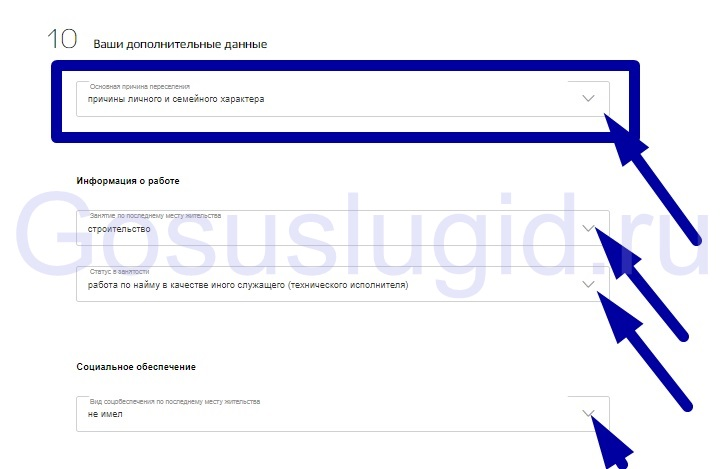 10 Ваши дополнительные данные
Основная причина переселения
причины личного и семейного характера
Информация о работе
Занятие по последнему месту жительства
строительство
Gosuslugid.ru
Статус в занятости
работа по найму в качестве иного служащего (технического исполнителя)
Социальное обеспечение
Вид соцобеспечения по последнему месту жительства
не имел